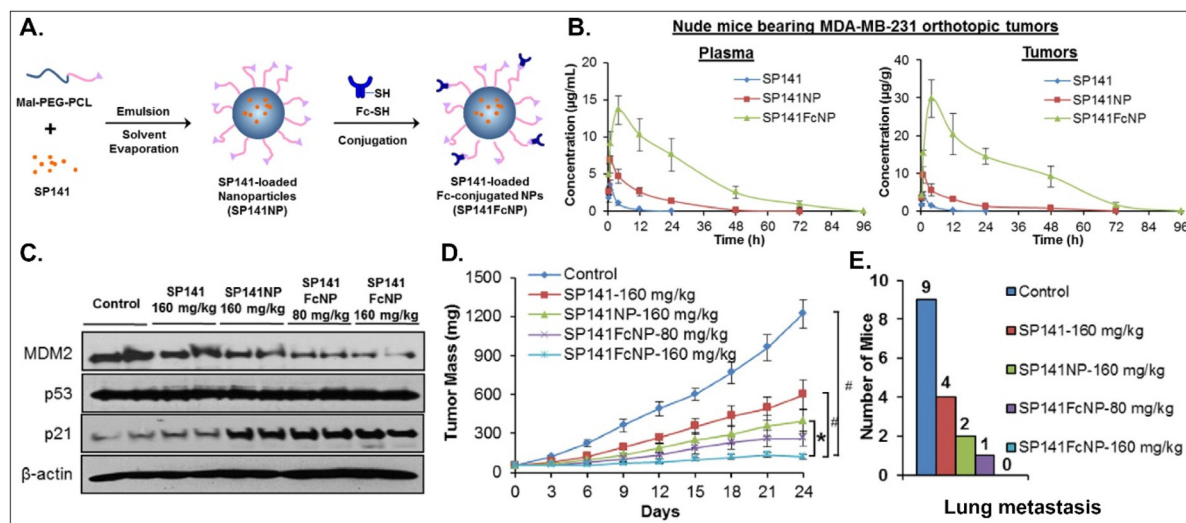 A.
Mal-PEG-PCL
+
SP141
Emulsion
Solvent
Evaporation
SP141-loaded
Nanoparticles
(SP141NP)
SH
Fc-SH
Conjugation
SP141-loaded
Fc-conjugated NPs
(SP141FcNP)
B.
Nude mice bearing MDA-MB-231 orthotopic tumors
Plasma
Concentration (µg/mL)
20
15
10
5
0
SP141
SP141NP
SP141FcNP
0 12 24 36 48 60 72 84 96
Time (h)
Tumors
Concentration (µg/g)
40
30
20
10
0
SP141
SP141NP
SP141FcNP
0 12 24 36 48 60 72 84 96
Time (h)
C.
Control
SP141
160 mg/kg
SP141NP
160 mg/kg
SP141
FcNP
80 mg/kg
SP141
FcNP
160 mg/kg
MDM2
p53
p21
β-actin
D.
Tumor Mass (mg)
1500
1200
900
600
300
0
Control
SP141-160 mg/kg
SP141NP-160 mg/kg
SP141FcNP-80 mg/kg
SP141FcNP-160 mg/kg
#
#
*
0 3 6 9 12 15 18 21 24
Days
E.
Number of Mice
10
8
6
4
2
0
9
4
2
1
0
Control
SP141-160 mg/kg
SP141NP-160 mg/kg
SP141FcNP-80 mg/kg
SP141FcNP-160 mg/kg
Lung metastasis